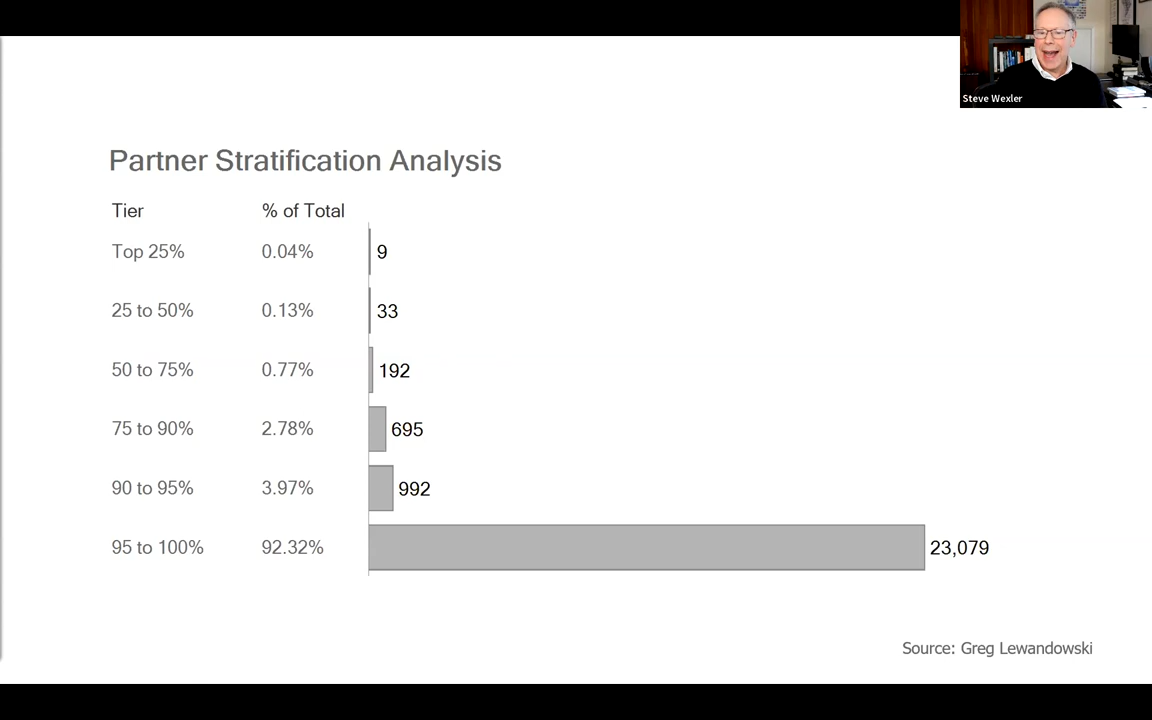 Steve Wexler
Partner Stratification Analysis
Tier % of Total
Top 25% 0.04% 9
25 to 50% 0.13% 33
50 to 75% 0.77% 192
75 to 90% 2.78% 695
90 to 95% 3.97% 992
95 to 100% 92.32% 23,079
Source: Greg Lewandowski